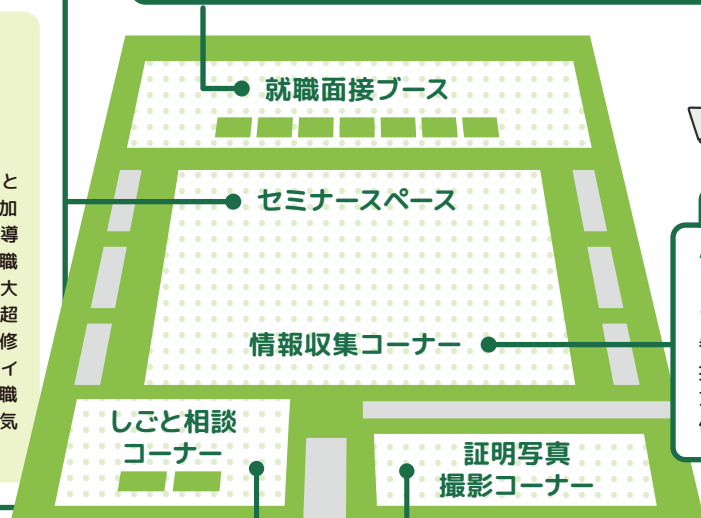 就職面接ブース
セミナースペース
情報収集コーナー
しごと相談
コーナー
証明写真
撮影コーナー
と
加
導
職
大
超
修
イ
職
気